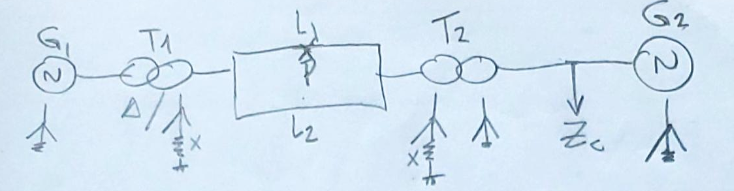 G1 T1 L1 T2 G2
N P N
Δ/ L2
x x Zc